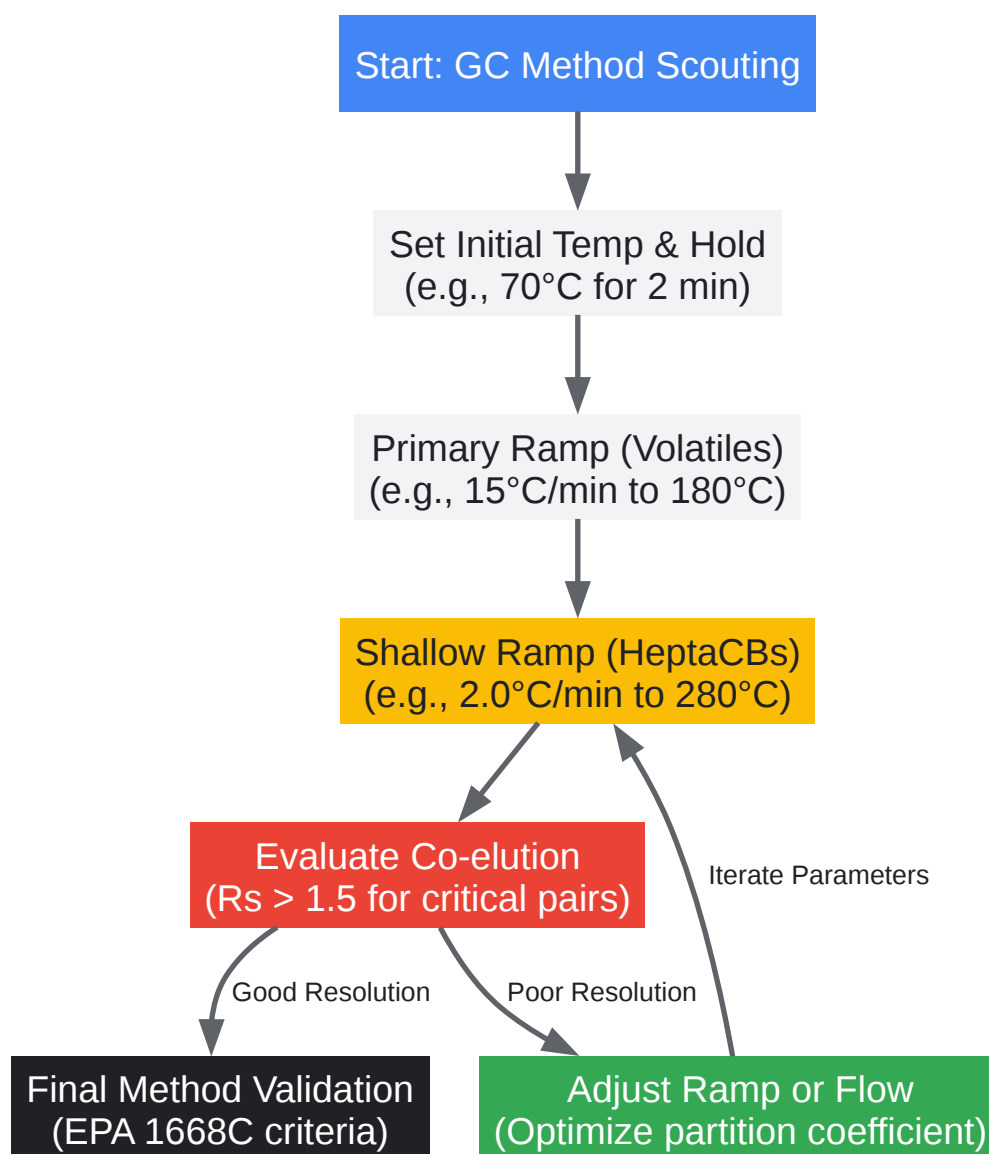 Start: GC Method Scouting
Set Initial Temp & Hold
(e.g., 70°C for 2 min)
Primary Ramp (Volatiles)
(e.g., 15°C/min to 180°C)
Shallow Ramp (HeptaCBs)
(e.g., 2.0°C/min to 280°C)
Evaluate Co-elution
(Rs > 1.5 for critical pairs)
Iterate Parameters
Good Resolution
Poor Resolution
Final Method Validation
(EPA 1668C criteria)
Adjust Ramp or Flow
(Optimize partition coefficient)